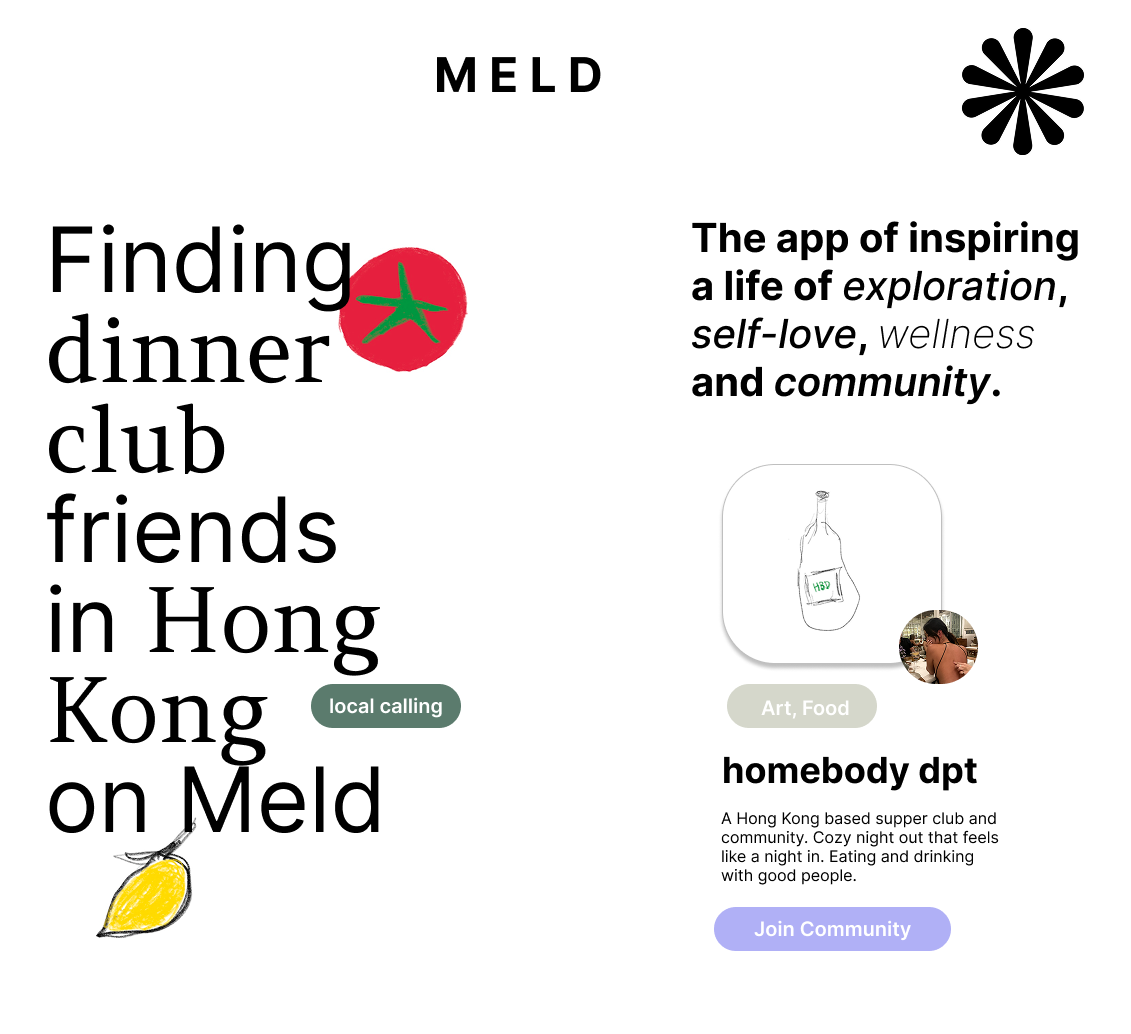 MELD
Finding
dinner
club
friends
in Hong
Kong
on Meld
local calling
The app of inspiring
a life of exploration,
self-love, wellness
and community.
HBD
Art, Food
homebody dpt
A Hong Kong based supper club and
community. Cozy night out that feels
like a night in. Eating and drinking
with good people.
Join Community